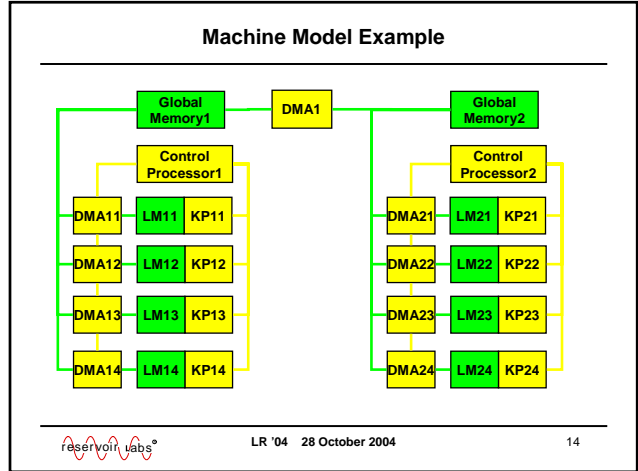 Machine Model Example
Global
Memory1
DMA1
Global
Memory2
Control
Processor1
Control
Processor2
DMA11 LM11 KP11
DMA21 LM21 KP21
DMA12 LM12 KP12
DMA22 LM22 KP22
DMA13 LM13 KP13
DMA23 LM23 KP23
DMA14 LM14 KP14
DMA24 LM24 KP24
reservoir Labs
LR '04 28 October 2004
14